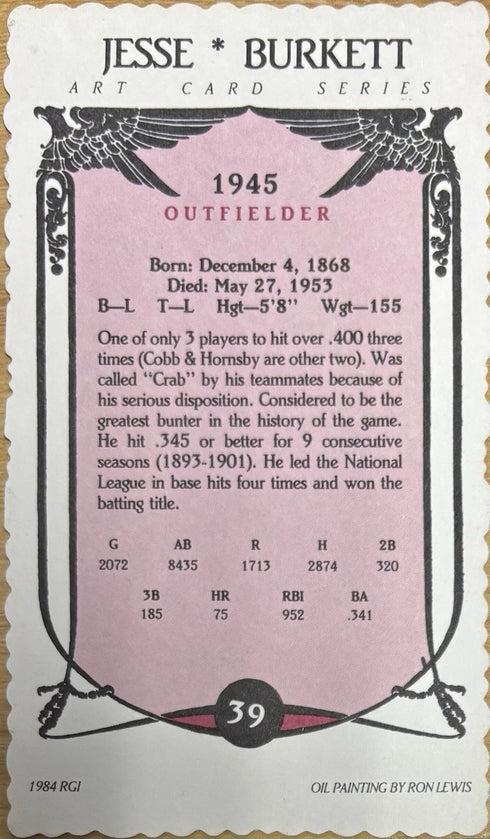 JESSE * BURKETT
ART CARD SERIES
1945
OUTFIELDER
Born: December 4, 1868
Died: May 27, 1953
B—L T—L Hgt—5'8" Wgt—155
One of only 3 players to hit over .400 three
times (Cobb & Hornsby are other two). Was
called “Crab” by his teammates because of
his serious disposition. Considered to be the
greatest bunter in the history of the game.
He hit .345 or better for 9 consecutive
seasons (1893-1901). He led the National
League in base hits four times and won the
batting title.
G AB R H 2B
2072 8435 1713 2874 320
3B HR RBI BA
185 75 952 .341
39
1984 RGI OIL PAINTING BY RON LEWIS